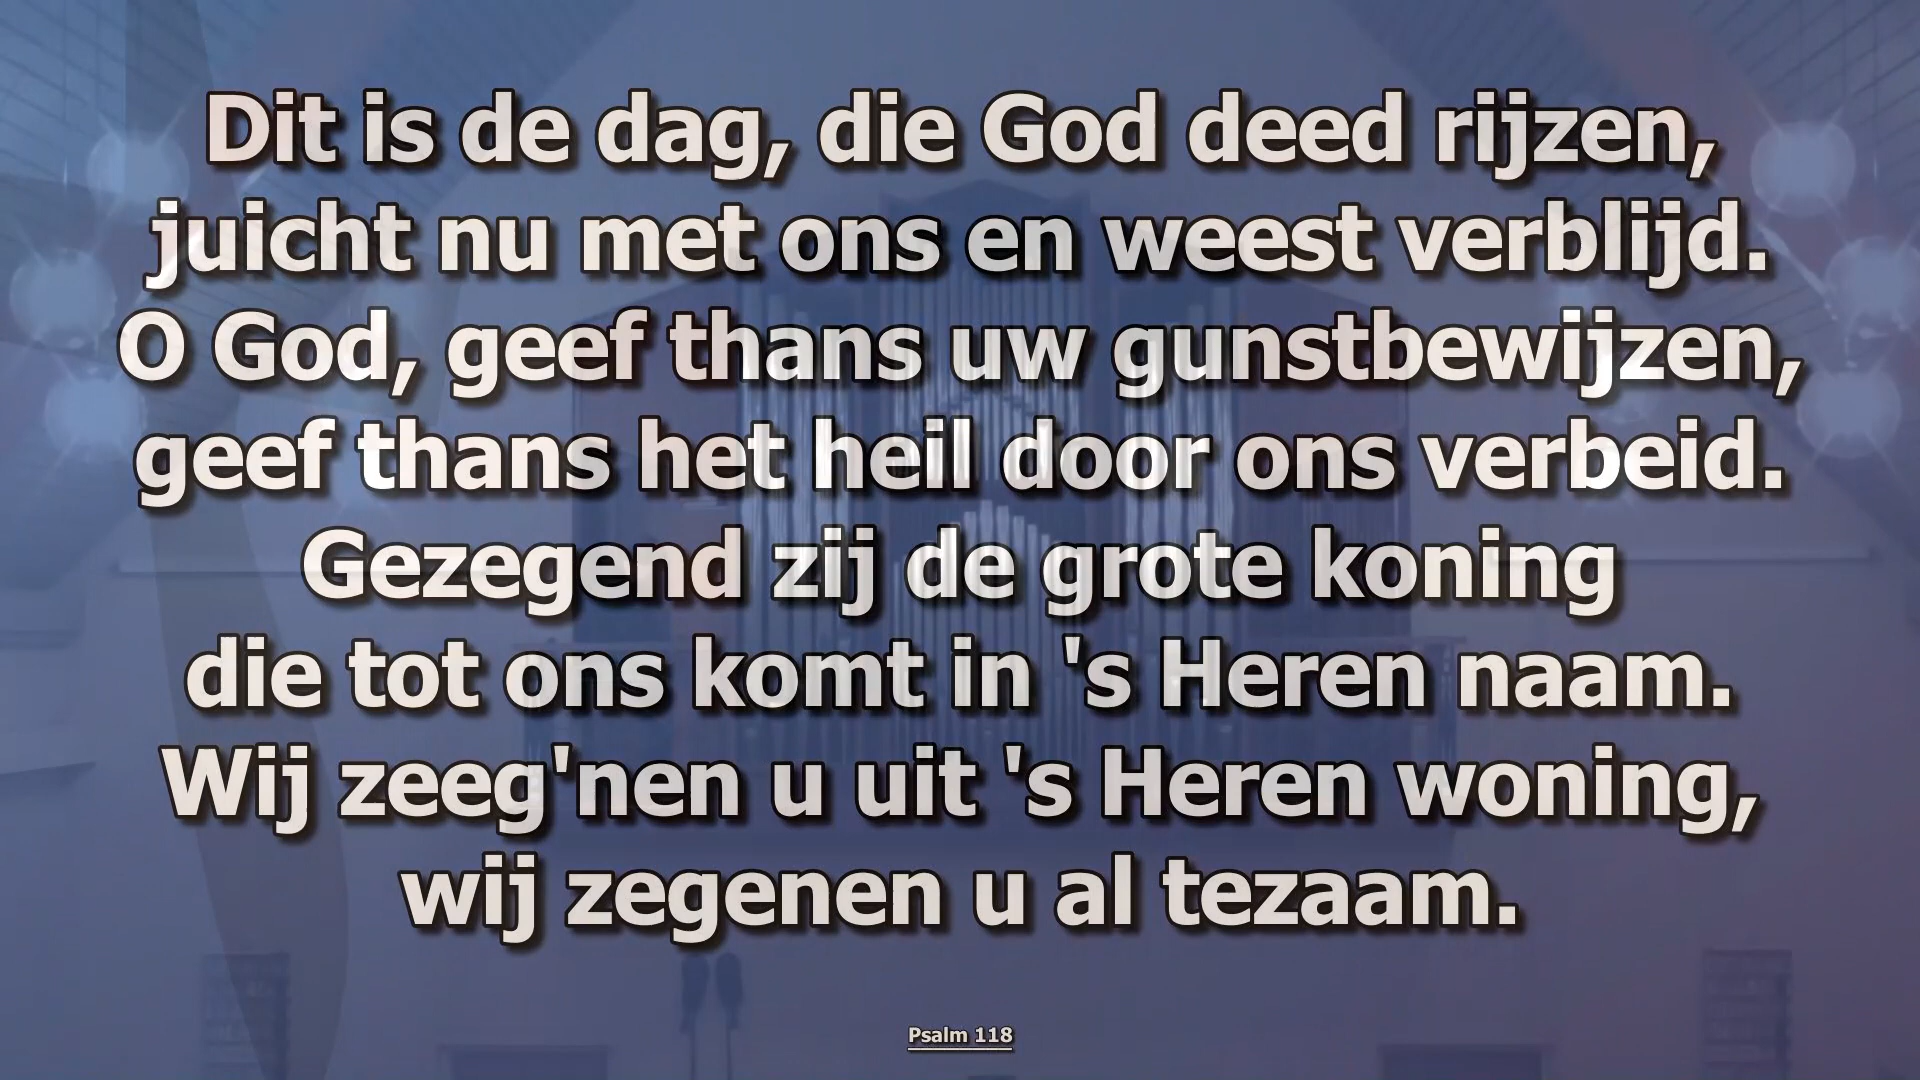 Dit is de dag, die God deed rijzen,
juicht nu met ons en weest verblijd.
O God, geef thans uw gunstbewijzen,
geef thans het heil door ons verbeid.
Gezegend zij de grote koning
die tot ons komt in 's Heren naam.
Wij zeeg'nen u uit 's Heren woning,
wij zegenen u al tezaam.
Psalm 118